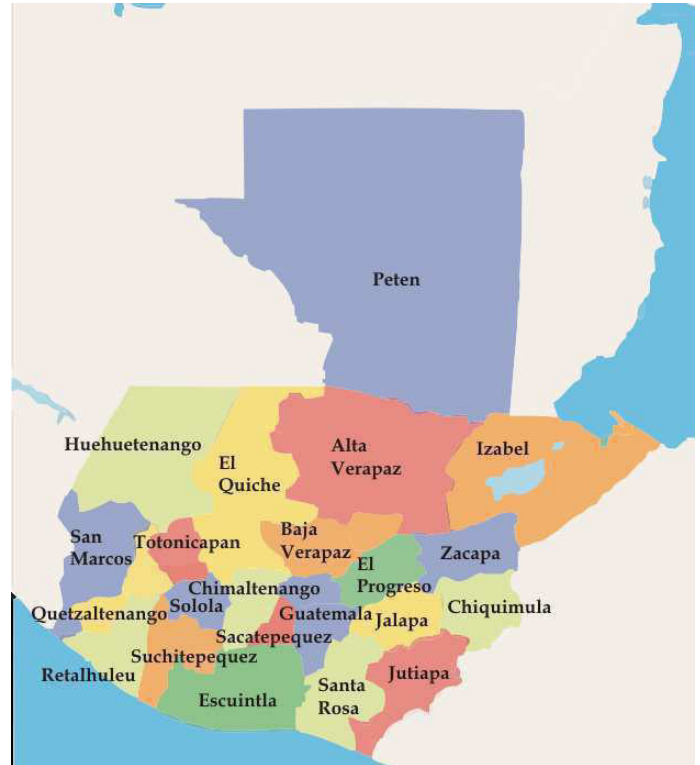 Peten
Huehuetenango
Alta
Verapaz
Izabel
El
Quiche
San
Marcos
Totonicapan
Baja
Verapaz
Zacapa
El
Progreso
Chimaltenango
Quetzaltenango
Solola
Guatemala
Chiquimula
Jalapa
Sacatepequez
Suchitepequez
Retalhuleu
Jutiapa
Santa
Rosa
Escuintla